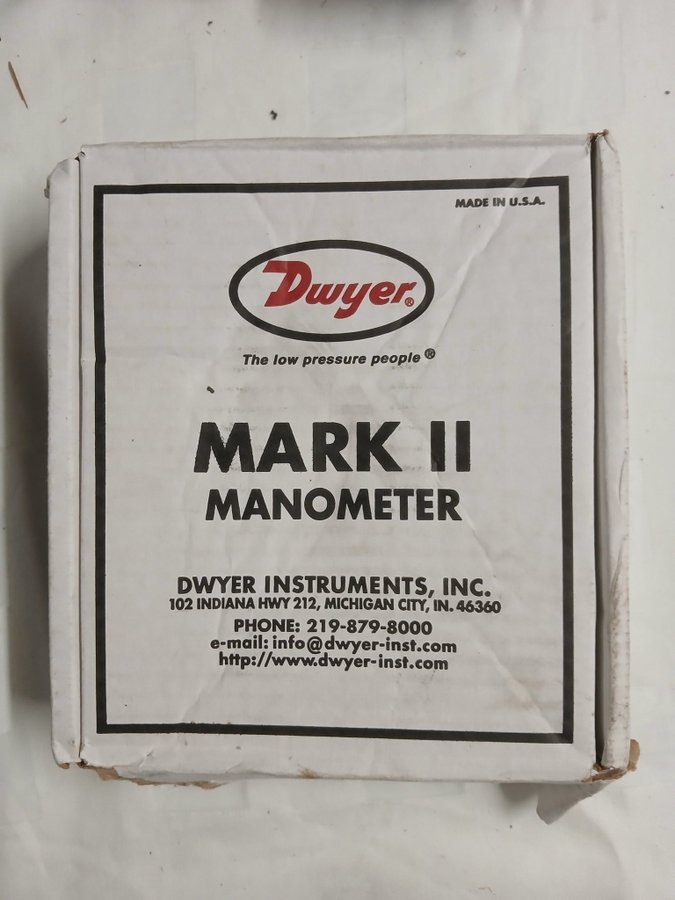 MADE IN U.S.A.
Dwyer®
The low pressure people®
MARK II
MANOMETER
DWYER INSTRUMENTS, INC.
102 INDIANA HWY 212, MICHIGAN CITY, IN. 46360
PHONE: 219-879-8000
e-mail: info@dwyer-inst.com
http://www.dwyer-inst.com